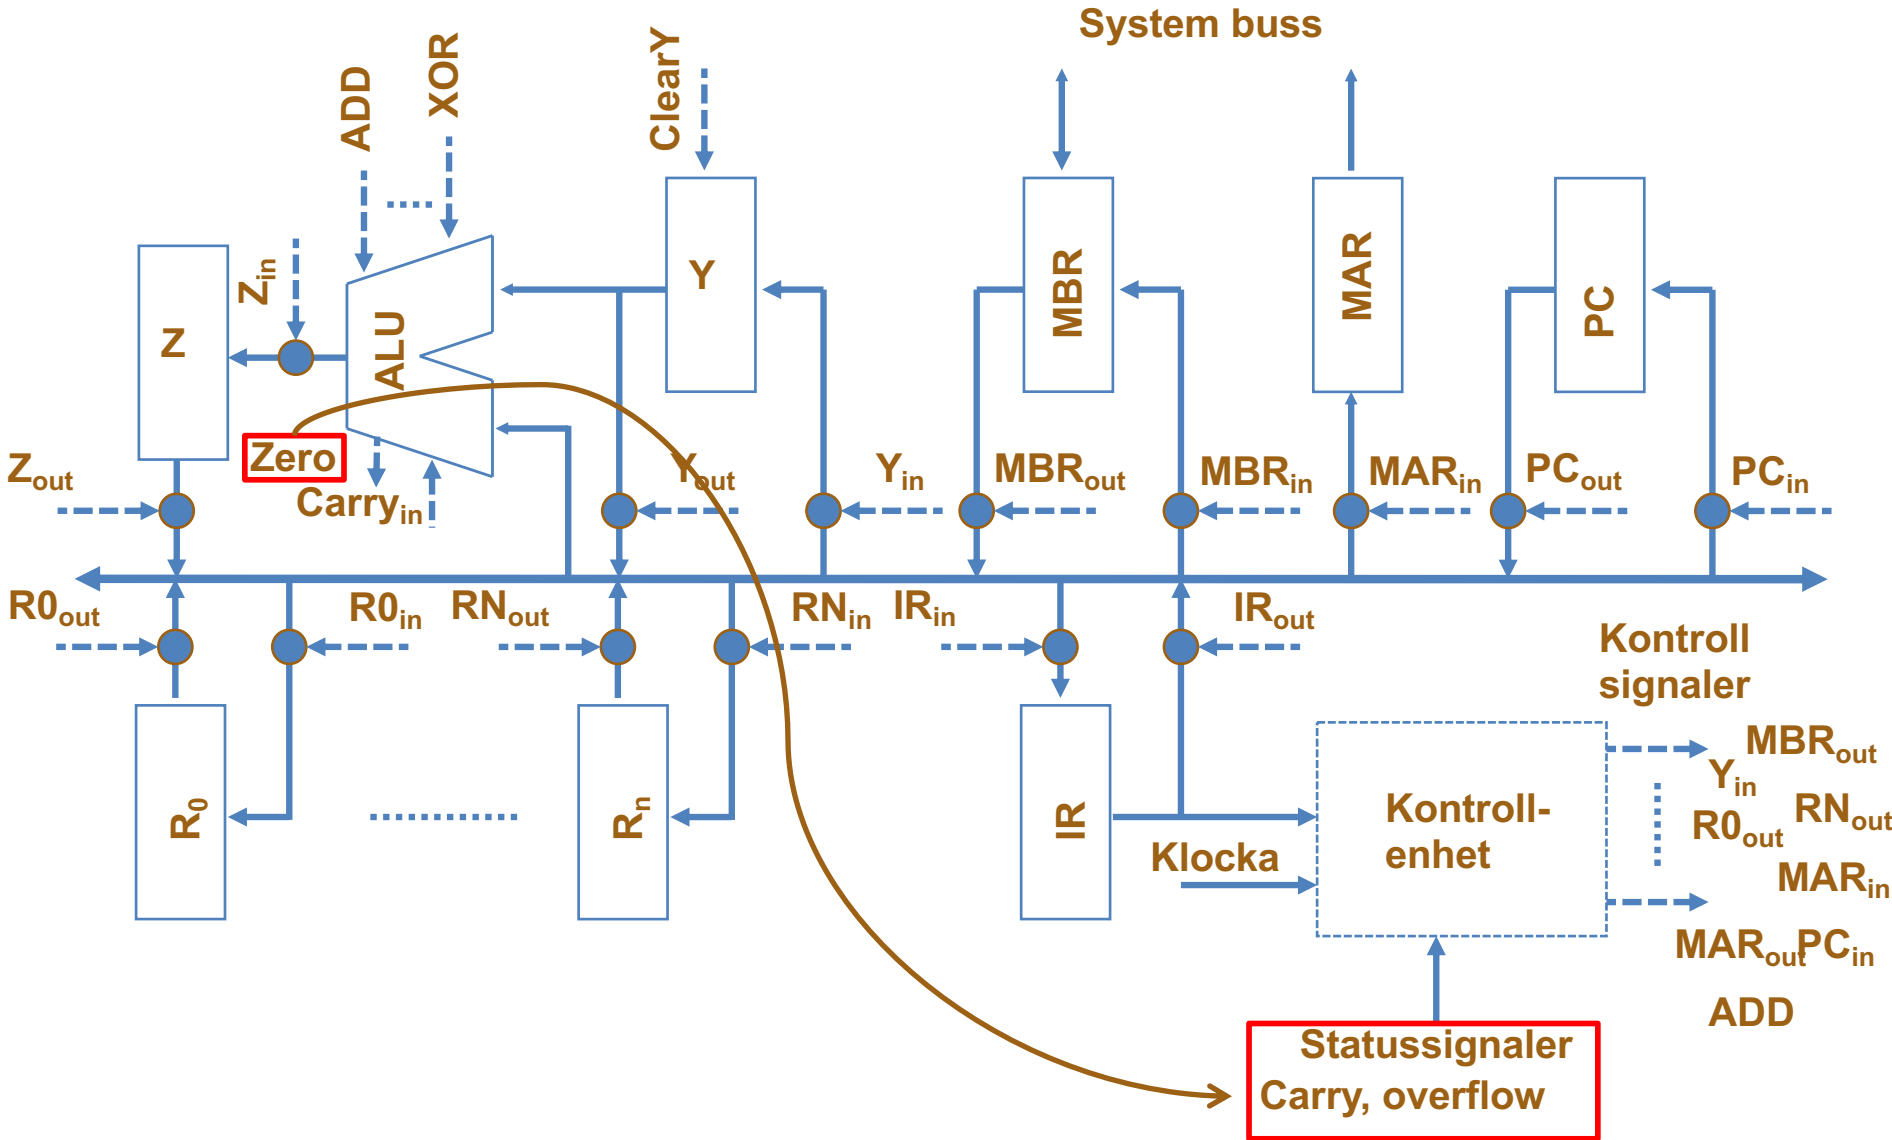 System buss
ADD
XOR
ClearY
Z
Zin
ALU
Y
MBR
MAR
PC
Zero
Zout
Carryin
Yout
Yin
MBRout
MBRin
MARin
PCout
PCin
R0out
R0in
RNout
RNin
IRin
IRout
Kontroll
signaler
R0
Rn
IR
Klocka
Kontroll-
enhet
MBRout
Yin
R0out
RNout
MARin
MARout
PCin
ADD
Statussignaler
Carry, overflow